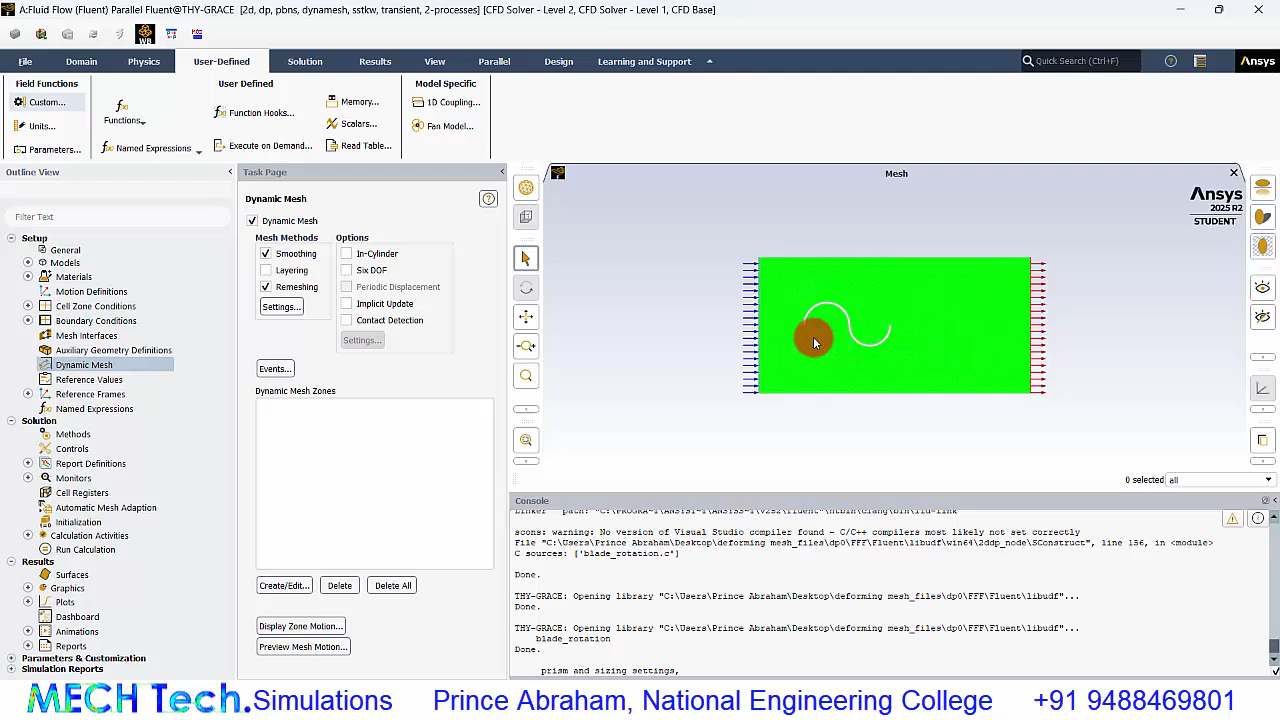 A:Fluid Flow (Fluent) Parallel Fluent@THY-GRACE [2d, dp, pbns, dynamesh, sstkw, transient, 2-processes] [CFD Solver - Level 2, CFD Solver - Level 1, CFD Base]
WB
File Domain Physics User-Defined Solution Results View Parallel Design Learning and Support Quick Search (Ctrl+F) Ansys
Field Functions
Custom...
Units...
Parameters...
User Defined
Functions
Named Expressions
Function Hooks...
Execute on Demand...
Memory...
Scalars...
Read Table...
Model Specific
1D Coupling...
Fan Model...
Outline View
Filter Text
Setup
General
Models
Materials
Motion Definitions
Cell Zone Conditions
Boundary Conditions
Mesh Interfaces
Auxiliary Geometry Definitions
Dynamic Mesh
Reference Values
Reference Frames
Named Expressions
Solution
Methods
Controls
Report Definitions
Monitors
Cell Registers
Automatic Mesh Adaption
Initialization
Calculation Activities
Run Calculation
Results
Surfaces
Graphics
Plots
Dashboard
Animations
Reports
Parameters & Customization
Simulation Reports
Task Page
Dynamic Mesh
Dynamic Mesh
Mesh Methods
Smoothing
Layering
Remeshing
Settings...
Options
In-Cylinder
Six DOF
Periodic Displacement
Implicit Update
Contact Detection
Settings...
Events...
Dynamic Mesh Zones
Create/Edit... Delete Delete All
Display Zone Motion...
Preview Mesh Motion...
Mesh
Ansys
2025 R2
STUDENT
0 selected all
Console
scons: warning: No version of Visual Studio compiler found - C/C++ compilers most likely not set correctly
File "C:\Users\Prince Abraham\Desktop\deforming mesh_files\dp0\FFF\Fluent\libudf\win64\2ddp_node\SConstruct", line 156, in <module>
C sources: ['blade_rotation.c']
Done.
THY-GRACE: Opening library "C:\Users\Prince Abraham\Desktop\deforming mesh_files\dp0\FFF\Fluent\libudf"...
Done.
THY-GRACE: Opening library "C:\Users\Prince Abraham\Desktop\deforming mesh_files\dp0\FFF\Fluent\libudf"...
blade_rotation
Done.
prism and sizing settings,
MECH Tech.Simulations Prince Abraham, National Engineering College +91 9488469801